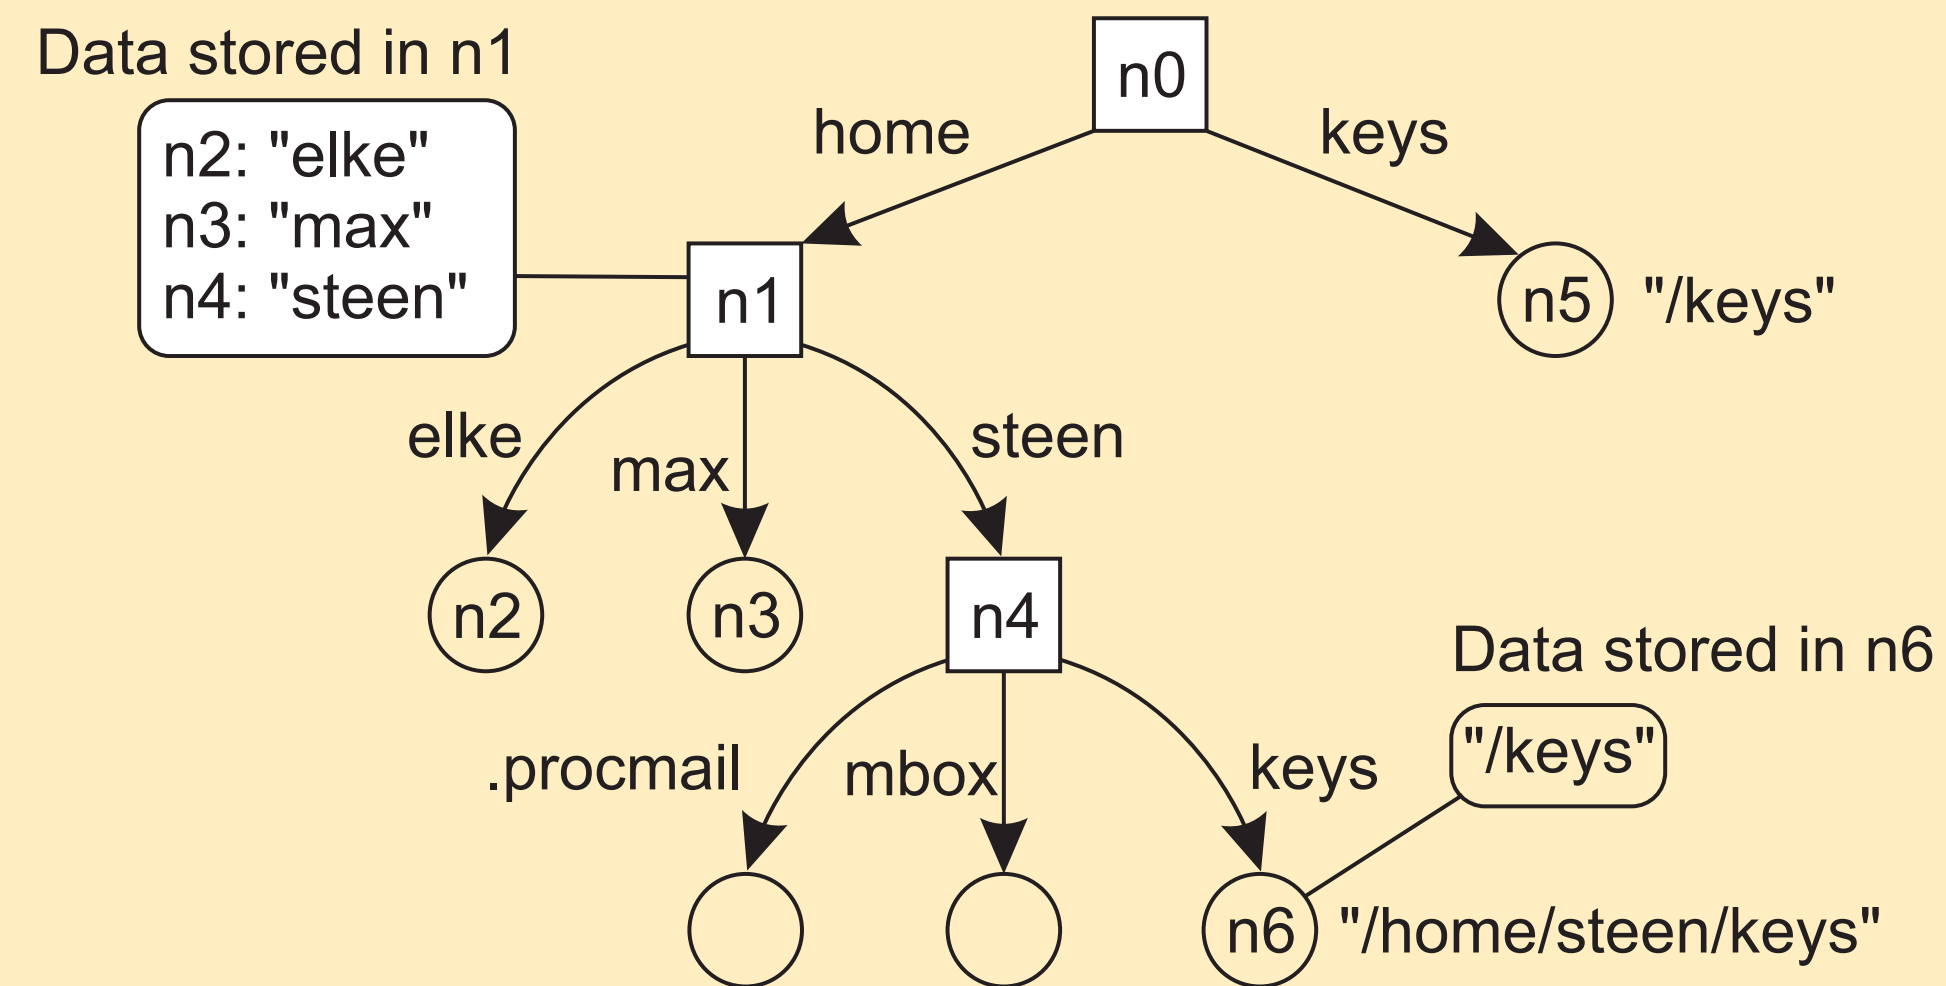 Data stored in n1
n0
n2: "elke"
n3: "max"
n4: "steen"
home
keys
n1
n5
"/keys"
elke
max
steen
n2
n3
n4
Data stored in n6
"/keys"
.procmail
mbox
keys
n6
"/home/steen/keys"